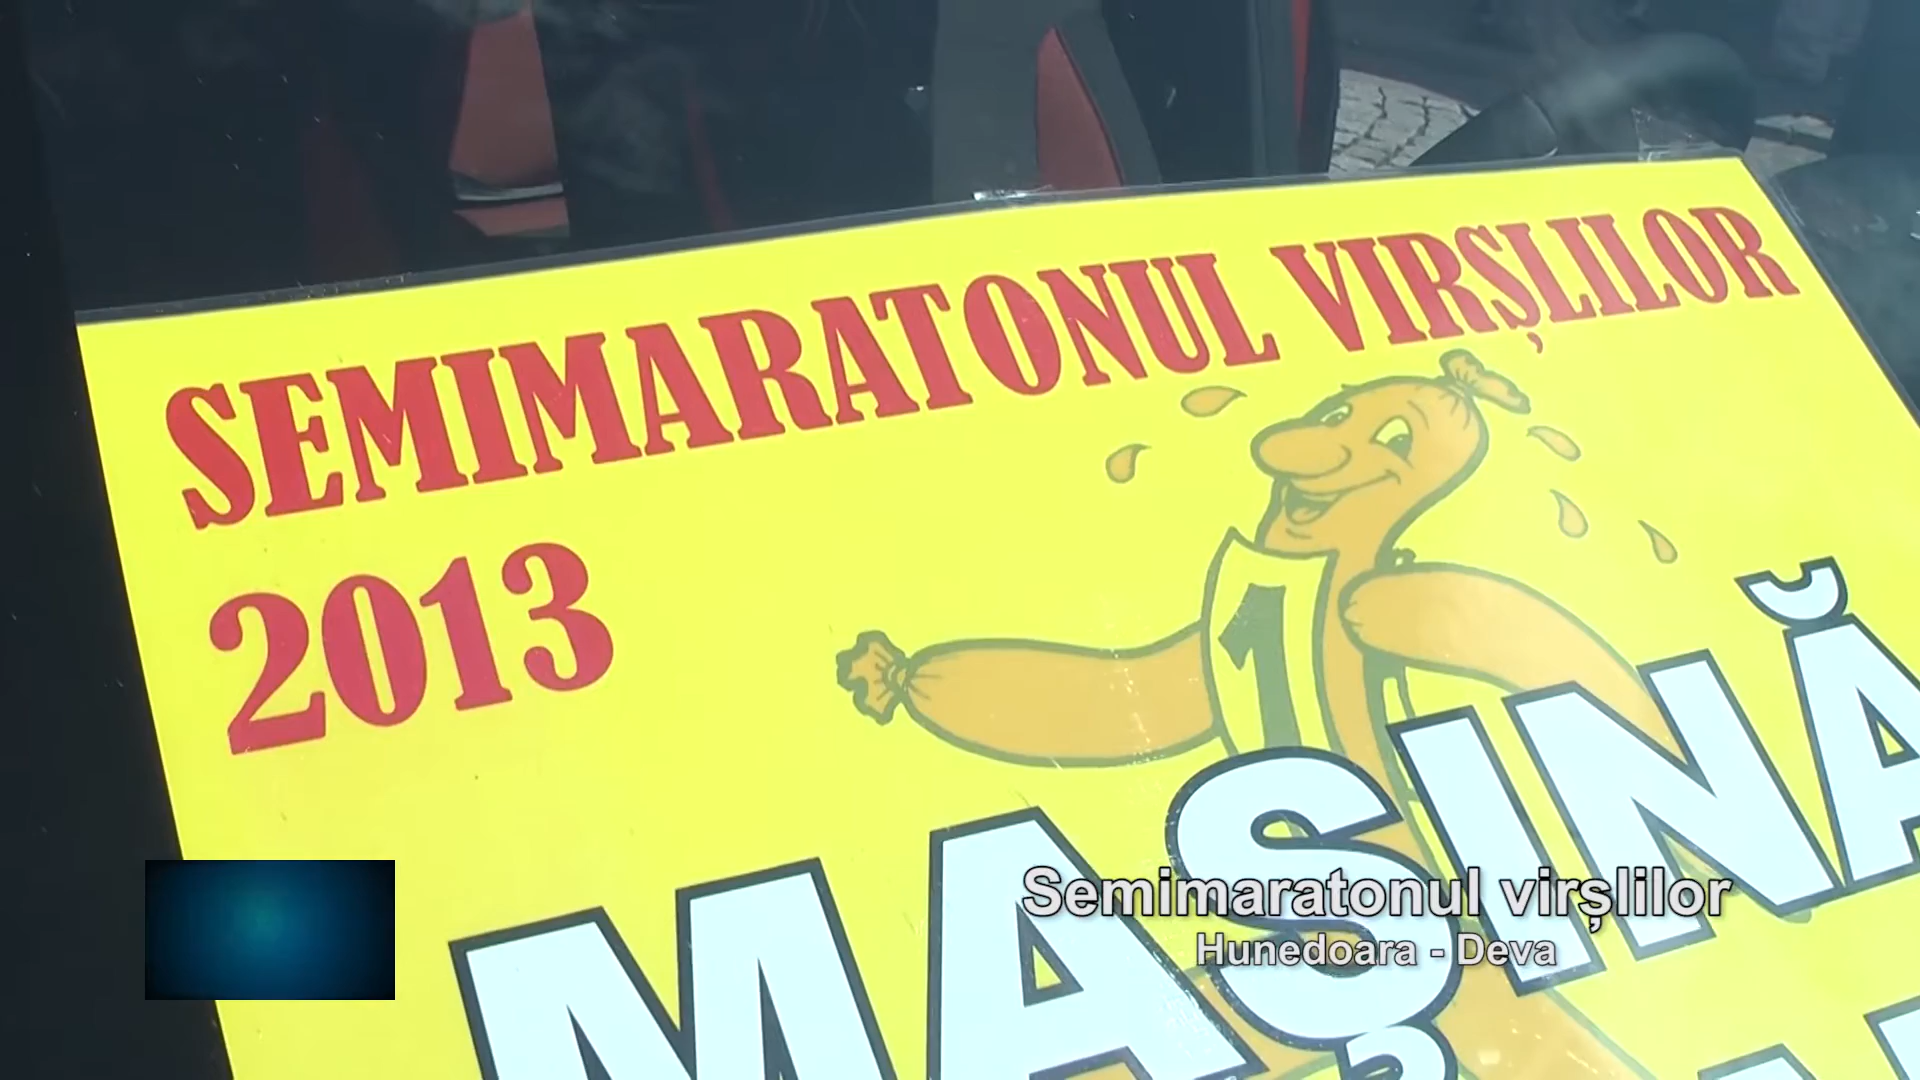 SEMIMARATONUL VIRȘLILOR
2013
1
MAȘINĂ
Semimaratonul virșlilor
Hunedoara - Deva